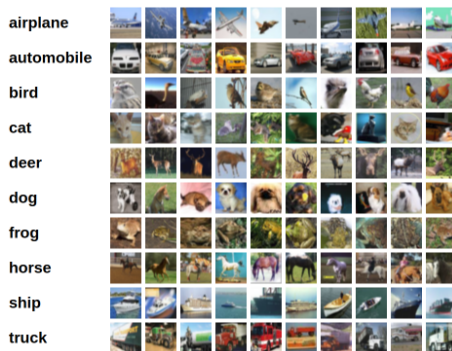 airplane
automobile
bird
cat
deer
dog
frog
horse
ship
truck